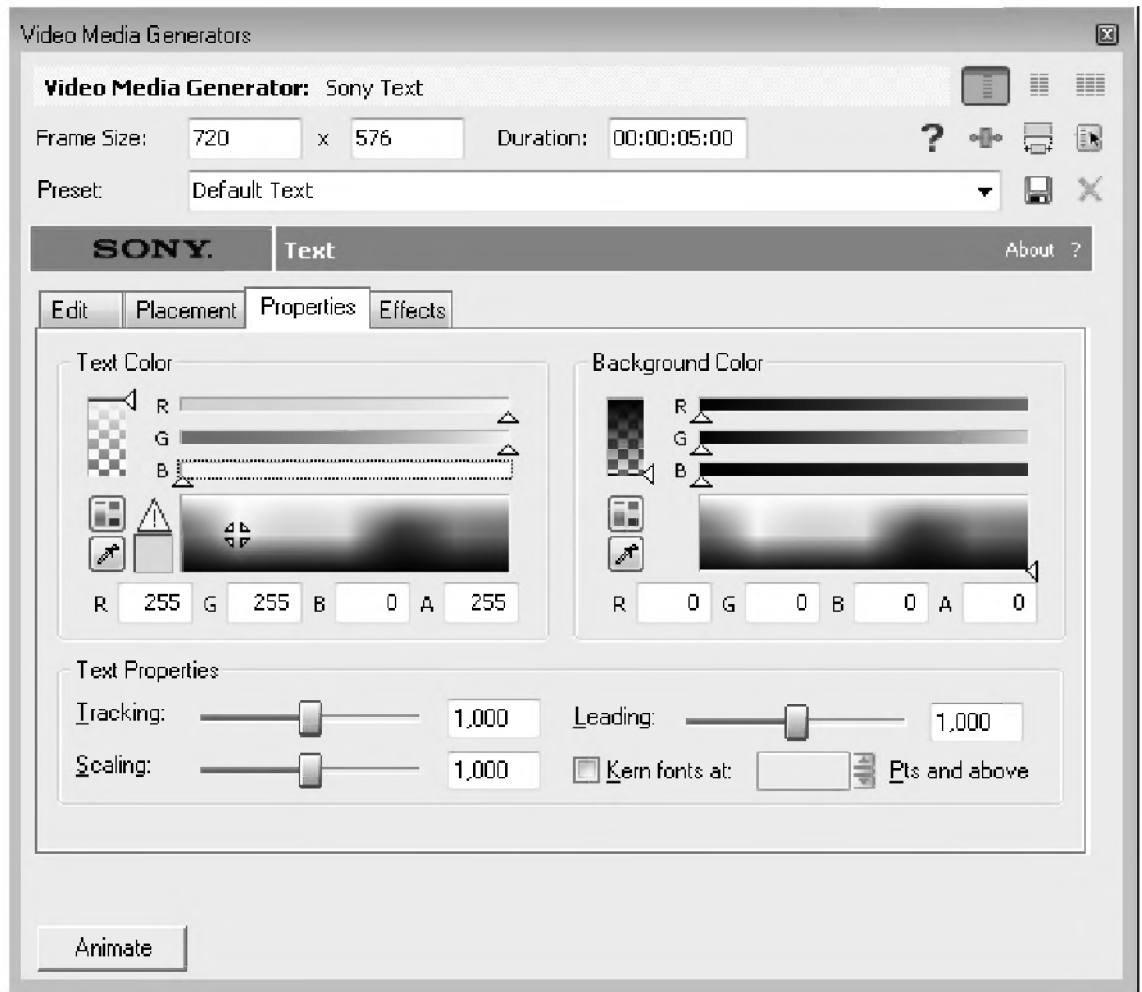 Video Media Generators
Video Media Generator: Sony Text
Frame Size: 720 x 576 Duration: 00:00:05:00 ?
Preset: Default Text
SONY. Text About ?
Edit Placement Properties Effects
Text Color Background Color
R R
G G
B B
R 255 G 255 B 0 A 255 R 0 G 0 B 0 A 0
Text Properties
Tracking: 1,000 Leading: 1,000
Scaling: 1,000 Kern fonts at: Pts and above
Animate